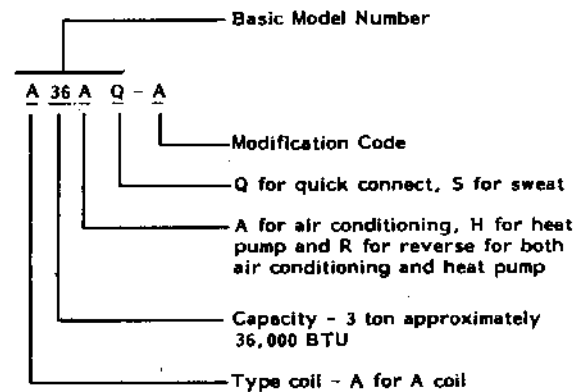 Basic Model Number
A 36 A Q - A
Modification Code
Q for quick connect, S for sweat
A for air conditioning, H for heat
pump and R for reverse for both
air conditioning and heat pump
Capacity - 3 ton approximately
36,000 BTU
Type coil - A for A coil